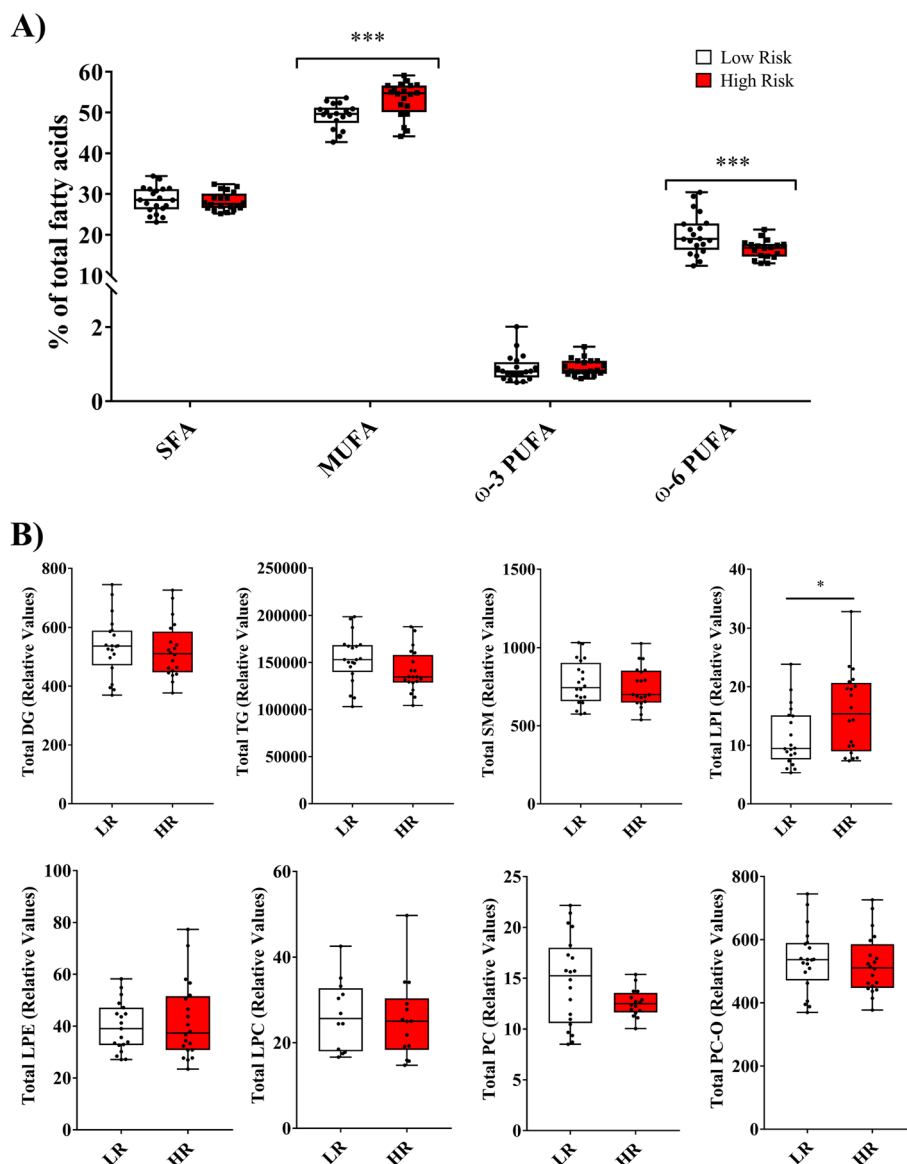 A)
***
Low Risk
High Risk
% of total fatty acids
60
50
40
30
20
10
2
0
***
SFA
MUFA
ω-3 PUFA
ω-6 PUFA
B)
Total DG (Relative Values)
800
600
400
200
0
LR
HR
Total TG (Relative Values)
250000
200000
150000
100000
50000
0
LR
HR
Total SM (Relative Values)
1500
1000
500
0
LR
HR
Total LPI (Relative Values)
40
30
20
10
0
*
LR
HR
Total LPE (Relative Values)
100
80
60
40
20
0
LR
HR
Total LPC (Relative Values)
60
40
20
0
LR
HR
Total PC (Relative Values)
25
20
15
10
5
0
LR
HR
Total PC-O (Relative Values)
800
600
400
200
0
LR
HR